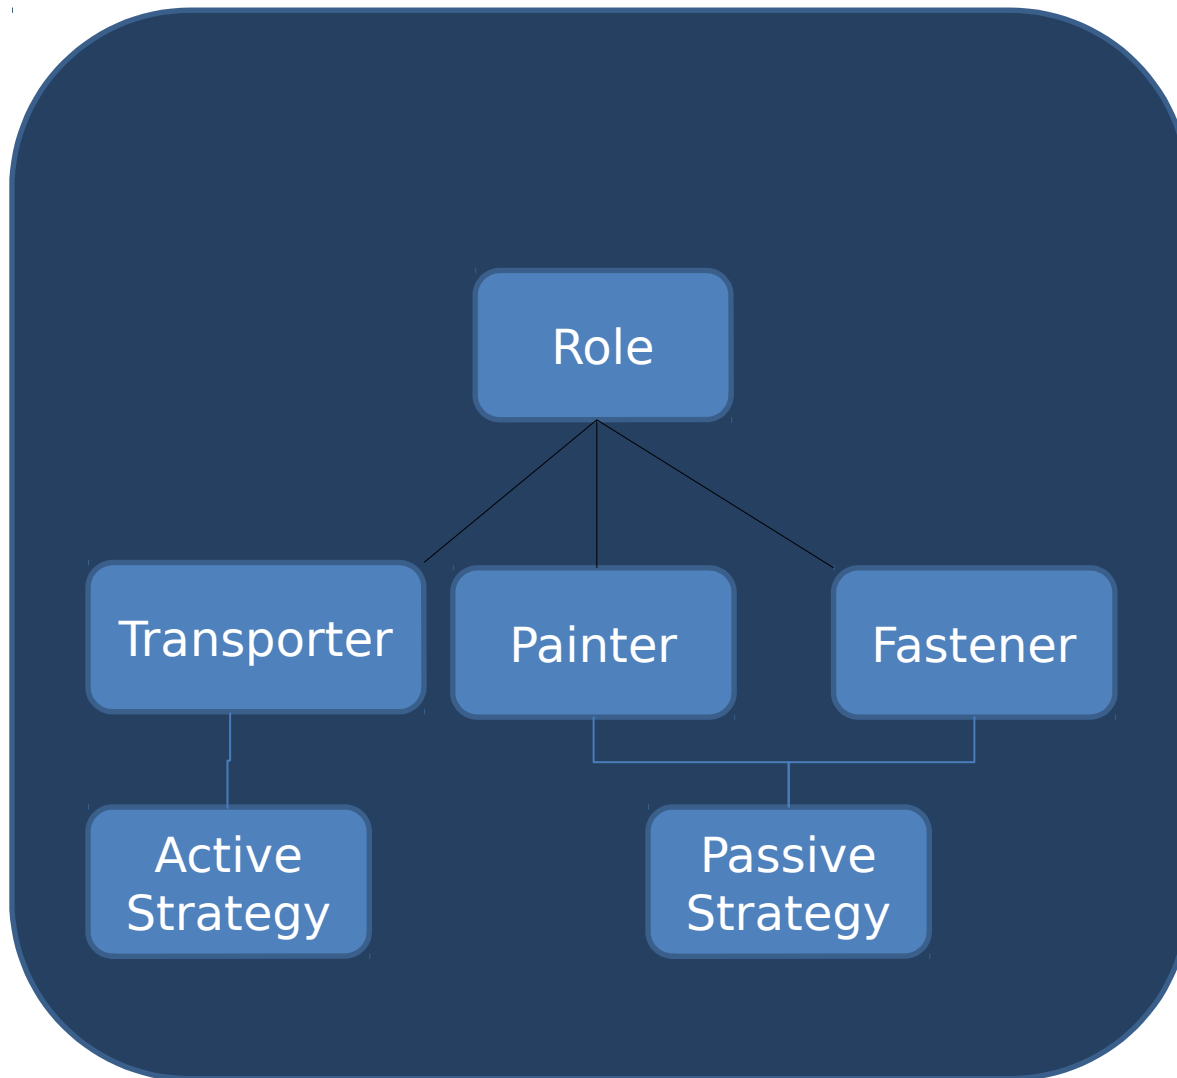 Role
Transporter
Painter
Fastener
Active
Strategy
Passive
Strategy